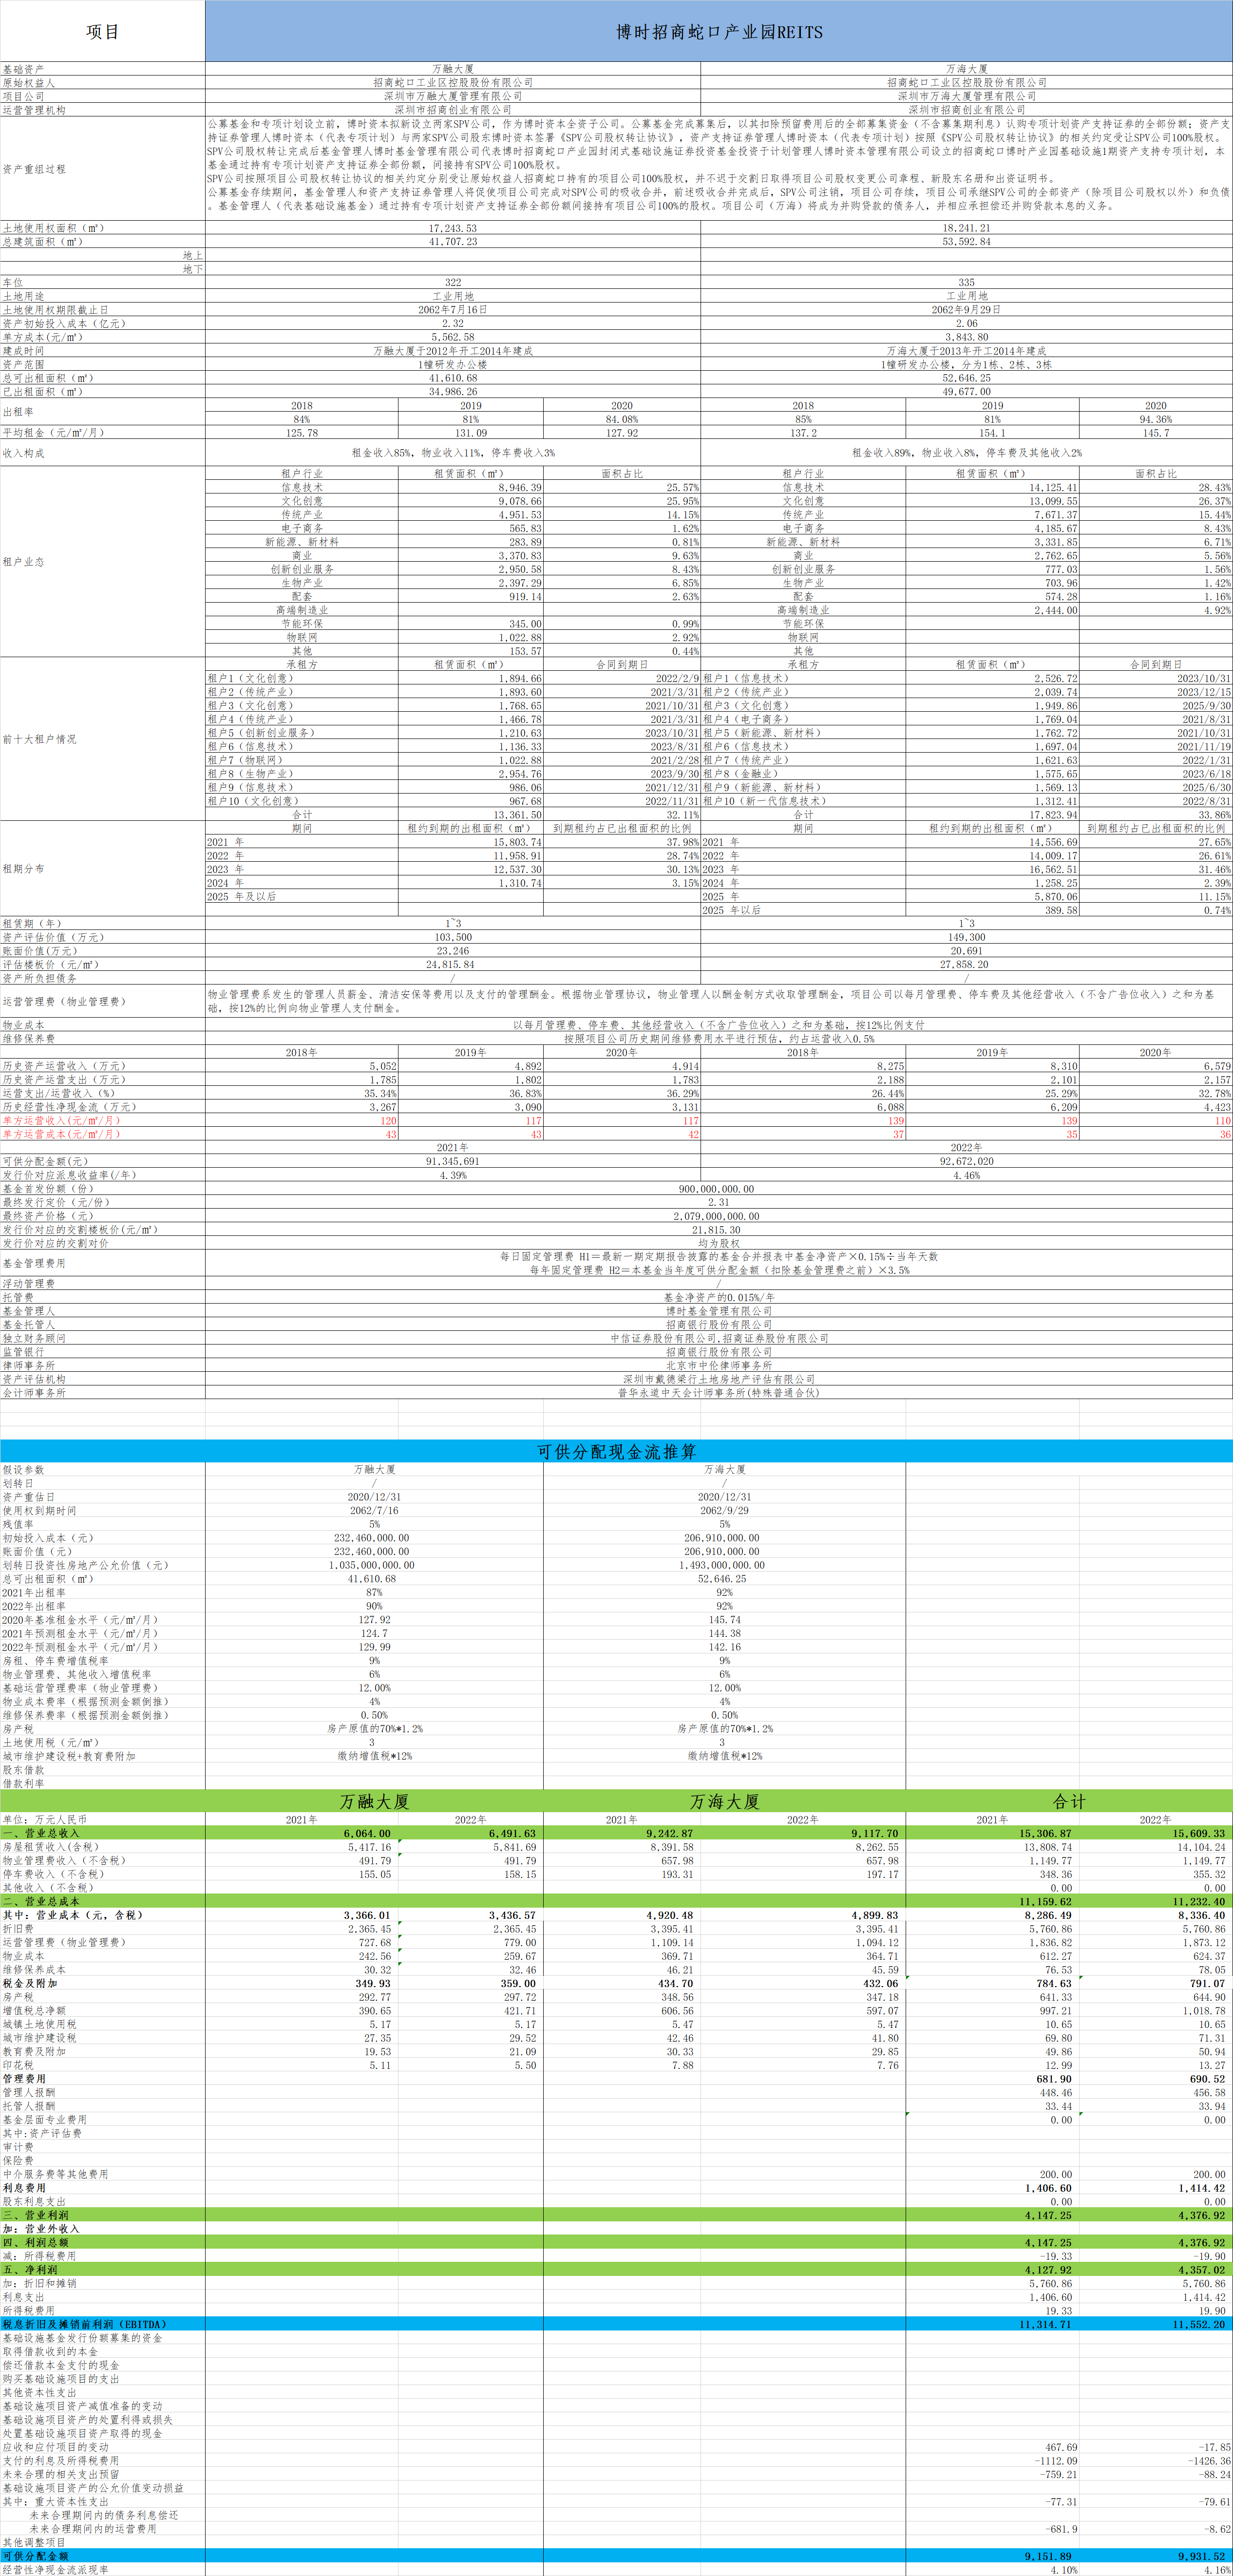 项目 博时招商蛇口产业园REITS
基础资产 万融大厦 万海大厦
原始权益人 招商蛇口工业区控股股份有限公司 招商蛇口工业区控股股份有限公司
项目公司 深圳市万融大厦管理有限公司 深圳市万海大厦管理有限公司
运营管理机构 深圳市招商创业有限公司 深圳市招商创业有限公司
资产重组过程
公募基金和专项计划设立前，博时资本拟新设立两家SPV公司，作为博时资本全资子公司。公募基金完成募集后，以其扣除预留费用后的全部募集资金（不含募集期利息）认购专项计划资产支持证券的全部份额；资产支
持证券管理人博时资本（代表专项计划）与两家SPV公司股东博时资本签署《SPV公司股权转让协议》，资产支持证券管理人博时资本（代表专项计划）按照《SPV公司股权转让协议》的相关约定受让SPV公司100%股权。
SPV公司股权转让完成后基金管理人博时基金管理有限公司代表博时招商蛇口产业园封闭式基础设施证券投资基金投资于计划管理人博时资本管理有限公司设立的招商蛇口博时产业园基础设施1期资产支持专项计划，本
基金通过持有专项计划资产支持证券全部份额，间接持有SPV公司100%股权。
SPV公司按照项目公司股权转让协议的相关约定分别受让原始权益人招商蛇口持有的项目公司100%股权，并不迟于交割日取得项目公司股权变更公司章程、新股东名册和出资证明书。
公募基金存续期间，基金管理人和资产支持证券管理人将促使项目公司完成对SPV公司的吸收合并，前述吸收合并完成后，SPV公司注销，项目公司存续，项目公司承继SPV公司的全部资产（除项目公司股权以外）和负债
。基金管理人（代表基础设施基金）通过持有专项计划资产支持证券全部份额间接持有项目公司100%的股权。项目公司（万海）将成为并购贷款的债务人，并相应承担偿还并购贷款本息的义务。
土地使用权面积（㎡） 17,243.53 18,241.21
总建筑面积（㎡） 41,707.23 53,592.84
地上
地下
车位 322 335
土地用途 工业用地 工业用地
土地使用权期限截止日 2062年7月16日 2062年9月29日
资产初始投入成本（亿元） 2.32 2.06
单方成本(元/㎡) 5,562.58 3,843.80
建成时间 万融大厦于2012年开工2014年建成 万海大厦于2013年开工2014年建成
资产范围 1幢研发办公楼 1幢研发办公楼，分为1栋、2栋、3栋
总可出租面积（㎡） 41,610.68 52,646.25
已出租面积（㎡） 34,986.26 49,677.00
出租率 2018 2019 2020 2018 2019 2020
84% 81% 84.08% 85% 81% 94.36%
平均租金（元/㎡/月） 125.78 131.09 127.92 137.2 154.1 145.7
收入构成 租金收入85%，物业收入11%，停车费收入3% 租金收入89%，物业收入8%，停车费及其他收入2%
租户业态
租户行业 租赁面积（㎡） 面积占比 租户行业 租赁面积（㎡） 面积占比
信息技术 8,946.39 25.57% 信息技术 14,125.41 28.43%
文化创意 9,078.66 25.95% 文化创意 13,099.55 26.37%
传统产业 4,951.53 14.15% 传统产业 7,671.37 15.44%
电子商务 565.83 1.62% 电子商务 4,185.67 8.43%
新能源、新材料 283.89 0.81% 新能源、新材料 3,331.85 6.71%
商业 3,370.83 9.63% 商业 2,762.65 5.56%
创新创业服务 2,950.58 8.43% 创新创业服务 777.03 1.56%
生物产业 2,397.29 6.85% 生物产业 703.96 1.42%
配套 919.14 2.63% 配套 574.28 1.16%
高端制造业 高端制造业 2,444.00 4.92%
节能环保 345.00 0.99% 节能环保
物联网 1,022.88 2.92% 物联网
其他 153.57 0.44% 其他
前十大租户情况
承租方 租赁面积（㎡） 合同到期日 承租方 租赁面积（㎡） 合同到期日
租户1（文化创意） 1,894.66 2022/2/9 租户1（信息技术） 2,526.72 2023/10/31
租户2（传统产业） 1,893.60 2021/3/31 租户2（传统产业） 2,039.74 2023/12/15
租户3（文化创意） 1,768.65 2021/10/31 租户3（文化创意） 1,949.86 2025/9/30
租户4（传统产业） 1,466.78 2021/3/31 租户4（电子商务） 1,769.04 2021/8/31
租户5（创新创业服务） 1,210.63 2023/10/31 租户5（新能源、新材料） 1,762.72 2021/10/31
租户6（信息技术） 1,136.33 2023/8/31 租户6（信息技术） 1,697.04 2021/11/19
租户7（物联网） 1,022.88 2021/2/28 租户7（传统产业） 1,621.63 2022/1/31
租户8（生物产业） 2,954.76 2023/9/30 租户8（金融业） 1,575.65 2023/6/18
租户9（信息技术） 986.06 2021/12/31 租户9（新能源、新材料） 1,569.13 2025/6/30
租户10（文化创意） 967.68 2022/11/31 租户10（新一代信息技术） 1,312.41 2022/8/31
合计 13,361.50 32.11% 合计 17,823.94 33.86%
租期分布
期间 租约到期的出租面积（㎡） 到期租约占已出租面积的比例 期间 租约到期的出租面积（㎡） 到期租约占已出租面积的比例
2021 年 15,803.74 37.98% 2021 年 14,556.69 27.65%
2022 年 11,958.91 28.74% 2022 年 14,009.17 26.61%
2023 年 12,537.30 30.13% 2023 年 16,562.51 31.46%
2024 年 1,310.74 3.15% 2024 年 1,258.25 2.39%
2025 年及以后 2025 年 5,870.06 11.15%
2025 年以后 389.58 0.74%
租赁期（年） 1~3 1~3
资产评估价值（万元） 103,500 149,300
账面价值(万元) 23,246 20,691
评估楼板价（元/㎡） 24,815.84 27,858.20
资产所负担债务 / /
运营管理费（物业管理费）
物业管理费系发生的管理人员薪金、清洁安保等费用以及支付的管理酬金。根据物业管理协议，物业管理人以酬金制方式收取管理酬金，项目公司以每月管理费、停车费及其他经营收入（不含广告位收入）之和为基
础，按12%的比例向物业管理人支付酬金。
物业成本 以每月管理费、停车费、其他经营收入（不含广告位收入）之和为基础，按12%比例支付
维修保养费 按照项目公司历史期间维修费用水平进行预估，约占运营收入0.5%
2018年 2019年 2020年 2018年 2019年 2020年
历史资产运营收入（万元） 5,052 4,892 4,914 8,275 8,310 6,579
历史资产运营支出（万元） 1,785 1,802 1,783 2,188 2,101 2,157
运营支出/运营收入（%） 35.34% 36.83% 36.29% 26.44% 25.29% 32.78%
历史经营性净现金流（万元） 3,267 3,090 3,131 6,088 6,209 4,423
单方运营收入(元/㎡/月) 120 117 117 139 139 110
单方运营成本(元/㎡/月) 43 43 42 37 35 36
2021年 2022年
可供分配金额(元) 91,345,691 92,672,020
发行价对应派息收益率(/年) 4.39% 4.46%
基金首发份额（份） 900,000,000.00
最终发行定价（元/份） 2.31
最终资产价格（元） 2,079,000,000.00
发行价对应的交割楼板价(元/㎡) 21,815.30
发行价对应的交割对价 均为股权
基金管理费用
每日固定管理费 H1＝最新一期定期报告披露的基金合并报表中基金净资产×0.15%÷当年天数
每年固定管理费 H2＝本基金当年度可供分配金额（扣除基金管理费之前）×3.5%
浮动管理费 /
托管费 基金净资产的0.015%/年
基金管理人 博时基金管理有限公司
基金托管人 招商银行股份有限公司
独立财务顾问 中信证券股份有限公司,招商证券股份有限公司
监管银行 招商银行股份有限公司
律师事务所 北京市中伦律师事务所
资产评估机构 深圳市戴德梁行土地房地产评估有限公司
会计师事务所 普华永道中天会计师事务所(特殊普通合伙)
可供分配现金流推算
假设参数 万融大厦 万海大厦
划转日 / /
资产重估日 2020/12/31 2020/12/31
使用权到期时间 2062/7/16 2062/9/29
残值率 5% 5%
初始投入成本（元） 232,460,000.00 206,910,000.00
账面价值（元） 232,460,000.00 206,910,000.00
划转日投资性房地产公允价值（元） 1,035,000,000.00 1,493,000,000.00
总可出租面积（㎡） 41,610.68 52,646.25
2021年出租率 87% 92%
2022年出租率 90% 92%
2020年基准租金水平（元/㎡/月） 127.92 145.74
2021年预测租金水平（元/㎡/月） 124.7 144.38
2022年预测租金水平（元/㎡/月） 129.99 142.16
房租、停车费增值税率 9% 9%
物业管理费、其他收入增值税率 6% 6%
基础运营管理费率（物业管理费） 12.00% 12.00%
物业成本费率（根据预测金额倒推） 4% 4%
维修保养费率（根据预测金额倒推） 0.50% 0.50%
房产税 房产原值的70%*1.2% 房产原值的70%*1.2%
土地使用税（元/㎡） 3 3
城市维护建设税+教育费附加 缴纳增值税*12% 缴纳增值税*12%
股东借款
借款利率
万融大厦 万海大厦 合计
单位：万元人民币 2021年 2022年 2021年 2022年 2021年 2022年
一、营业总收入 6,064.00 6,491.63 9,242.87 9,117.70 15,306.87 15,609.33
房屋租赁收入(含税) 5,417.16 5,841.69 8,391.58 8,262.55 13,808.74 14,104.24
物业管理费收入（不含税） 491.79 491.79 657.98 657.98 1,149.77 1,149.77
停车费收入（不含税） 155.05 158.15 193.31 197.17 348.36 355.32
其他收入（不含税） 0.00 0.00
二、营业总成本 11,159.62 11,232.40
其中：营业成本（元，含税） 3,366.01 3,436.57 4,920.48 4,899.83 8,286.49 8,336.40
折旧费 2,365.45 2,365.45 3,395.41 3,395.41 5,760.86 5,760.86
运营管理费（物业管理费） 727.68 779.00 1,109.14 1,094.12 1,836.82 1,873.12
物业成本 242.56 259.67 369.71 364.71 612.27 624.37
维修保养成本 30.32 32.46 46.21 45.59 76.53 78.05
税金及附加 349.93 359.00 434.70 432.06 784.63 791.07
房产税 292.77 297.72 348.56 347.18 641.33 644.90
增值税总净额 390.65 421.71 606.56 597.07 997.21 1,018.78
城镇土地使用税 5.17 5.17 5.47 5.47 10.65 10.65
城市维护建设税 27.35 29.52 42.46 41.80 69.80 71.31
教育费及附加 19.53 21.09 30.33 29.85 49.86 50.94
印花税 5.11 5.50 7.88 7.76 12.99 13.27
管理费用 681.90 690.52
管理人报酬 448.46 456.58
托管人报酬 33.44 33.94
基金层面专业费用 0.00 0.00
其中:资产评估费
审计费
保险费
中介服务费等其他费用 200.00 200.00
利息费用 1,406.60 1,414.42
股东利息支出 0.00 0.00
三、营业利润 4,147.25 4,376.92
加：营业外收入
四、利润总额 4,147.25 4,376.92
减：所得税费用 -19.33 -19.90
五、净利润 4,127.92 4,357.02
加：折旧和摊销 5,760.86 5,760.86
利息支出 1,406.60 1,414.42
所得税费用 19.33 19.90
税息折旧及摊销前利润（EBITDA） 11,314.71 11,552.20
基础设施基金发行份额募集的资金
取得借款收到的本金
偿还借款本金支付的现金
购买基础设施项目的支出
其他资本性支出
基础设施项目资产减值准备的变动
基础设施项目资产的处置利得或损失
处置基础设施项目资产取得的现金
应收和应付项目的变动 467.69 -17.85
支付的利息及所得税费用 -1112.09 -1426.36
未来合理的相关支出预留 -759.21 -88.24
基础设施项目资产的公允价值变动损益
其中：重大资本性支出 -77.31 -79.61
未来合理期间内的债务利息偿还
未来合理期间内的运营费用 -681.9 -8.62
其他调整项目
可供分配金额 9,151.89 9,931.52
经营性净现金流派现率 4.10% 4.16%